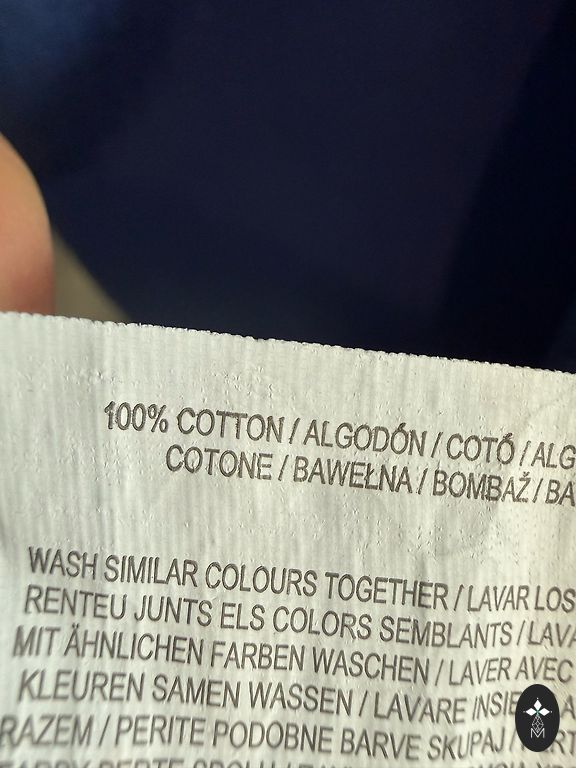 100% COTTON / ALGODÓN / COTÓ / ALG
COTONE / BAWEŁNA / BOMBAŽ / BA
WASH SIMILAR COLOURS TOGETHER / LAVAR LOS
RENTEU JUNTS ELS COLORS SEMBLANTS / LAVA
MIT ÄHNLICHEN FARBEN WASCHEN / LAVER AVEC
KLEUREN SAMEN WASSEN / LAVARE INSIE
RAZEM / PERITE PODOBNE BARVE SKUPAJ /